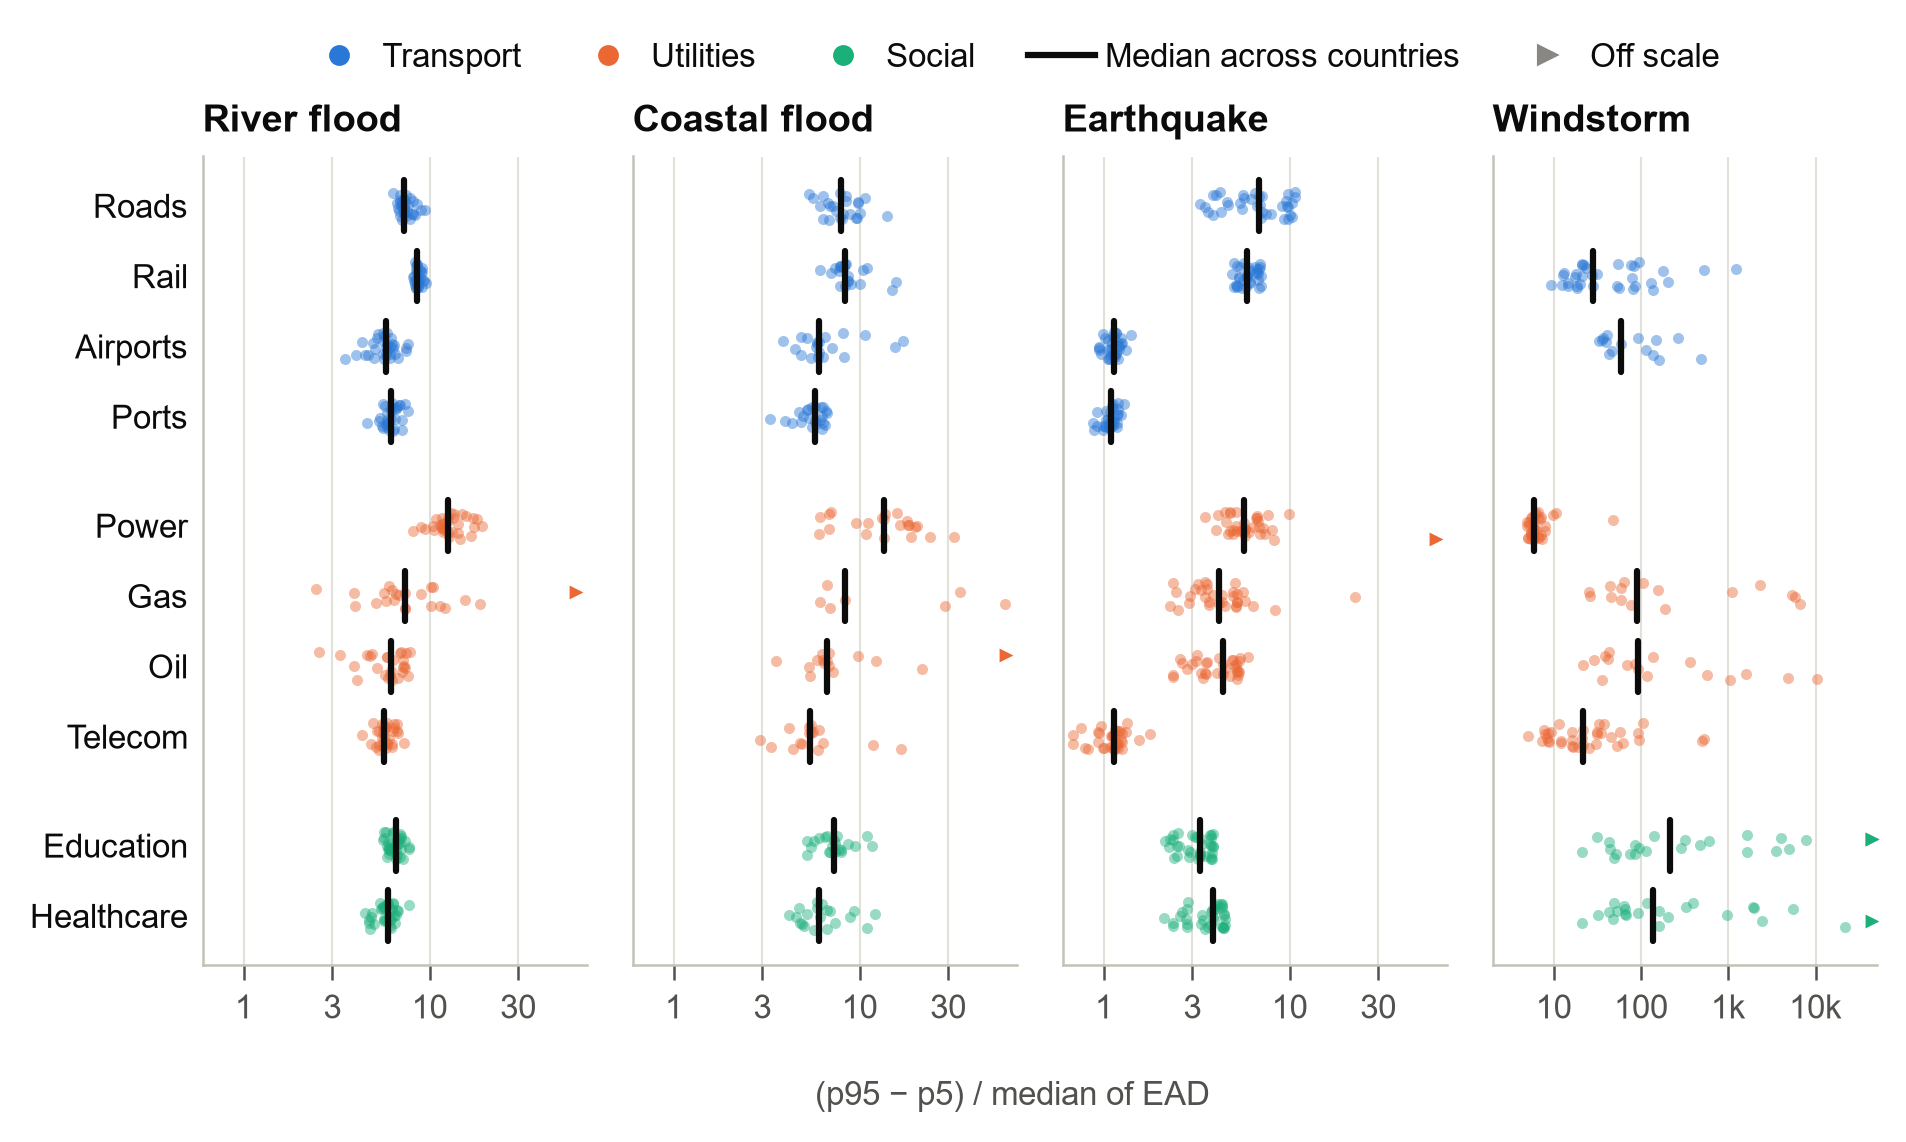 Transport Utilities Social Median across countries Off scale
River flood Coastal flood Earthquake Windstorm
Roads
Rail
Airports
Ports
Power
Gas
Oil
Telecom
Education
Healthcare
1 3 10 30 1 3 10 30 1 3 10 30 10 100 1k 10k
(p95 − p5) / median of EAD